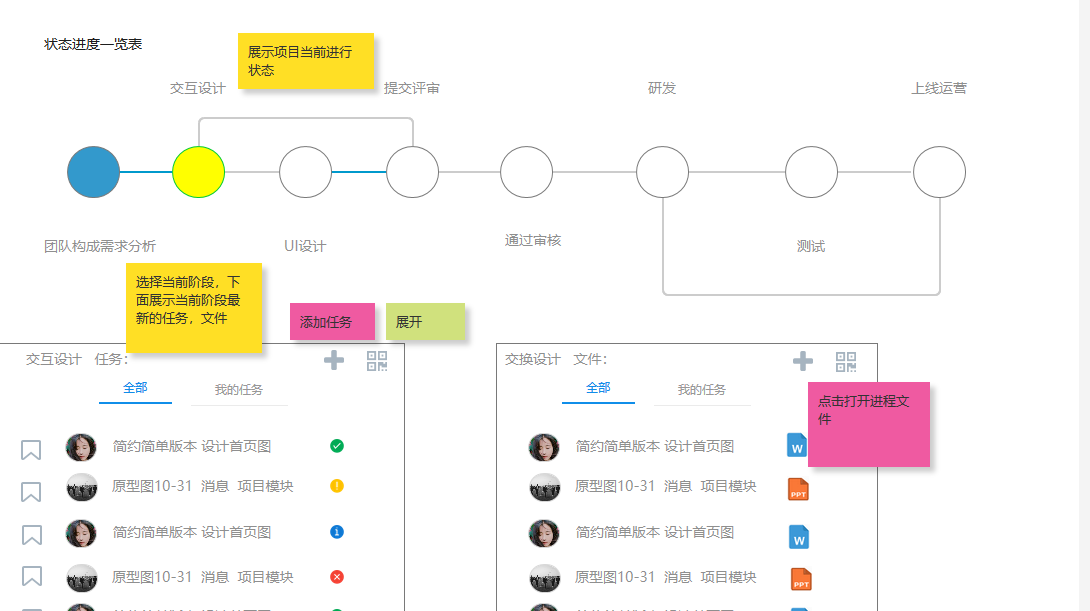 状态进度一览表
展示项目当前进行
状态
交互设计
提交评审
研发
上线运营
团队构成需求分析
UI设计
通过审核
测试
选择当前阶段，下
面展示当前阶段最
新的任务，文件
添加任务
展开
交互设计 任务：
全部
我的任务
简约简单版本 设计首页图
原型图10-31 消息 项目模块
简约简单版本 设计首页图
原型图10-31 消息 项目模块
交换设计 文件：
全部
我的任务
点击打开进程文
件
简约简单版本 设计首页图
W
原型图10-31 消息 项目模块
PPT
简约简单版本 设计首页图
W
原型图10-31 消息 项目模块
PPT